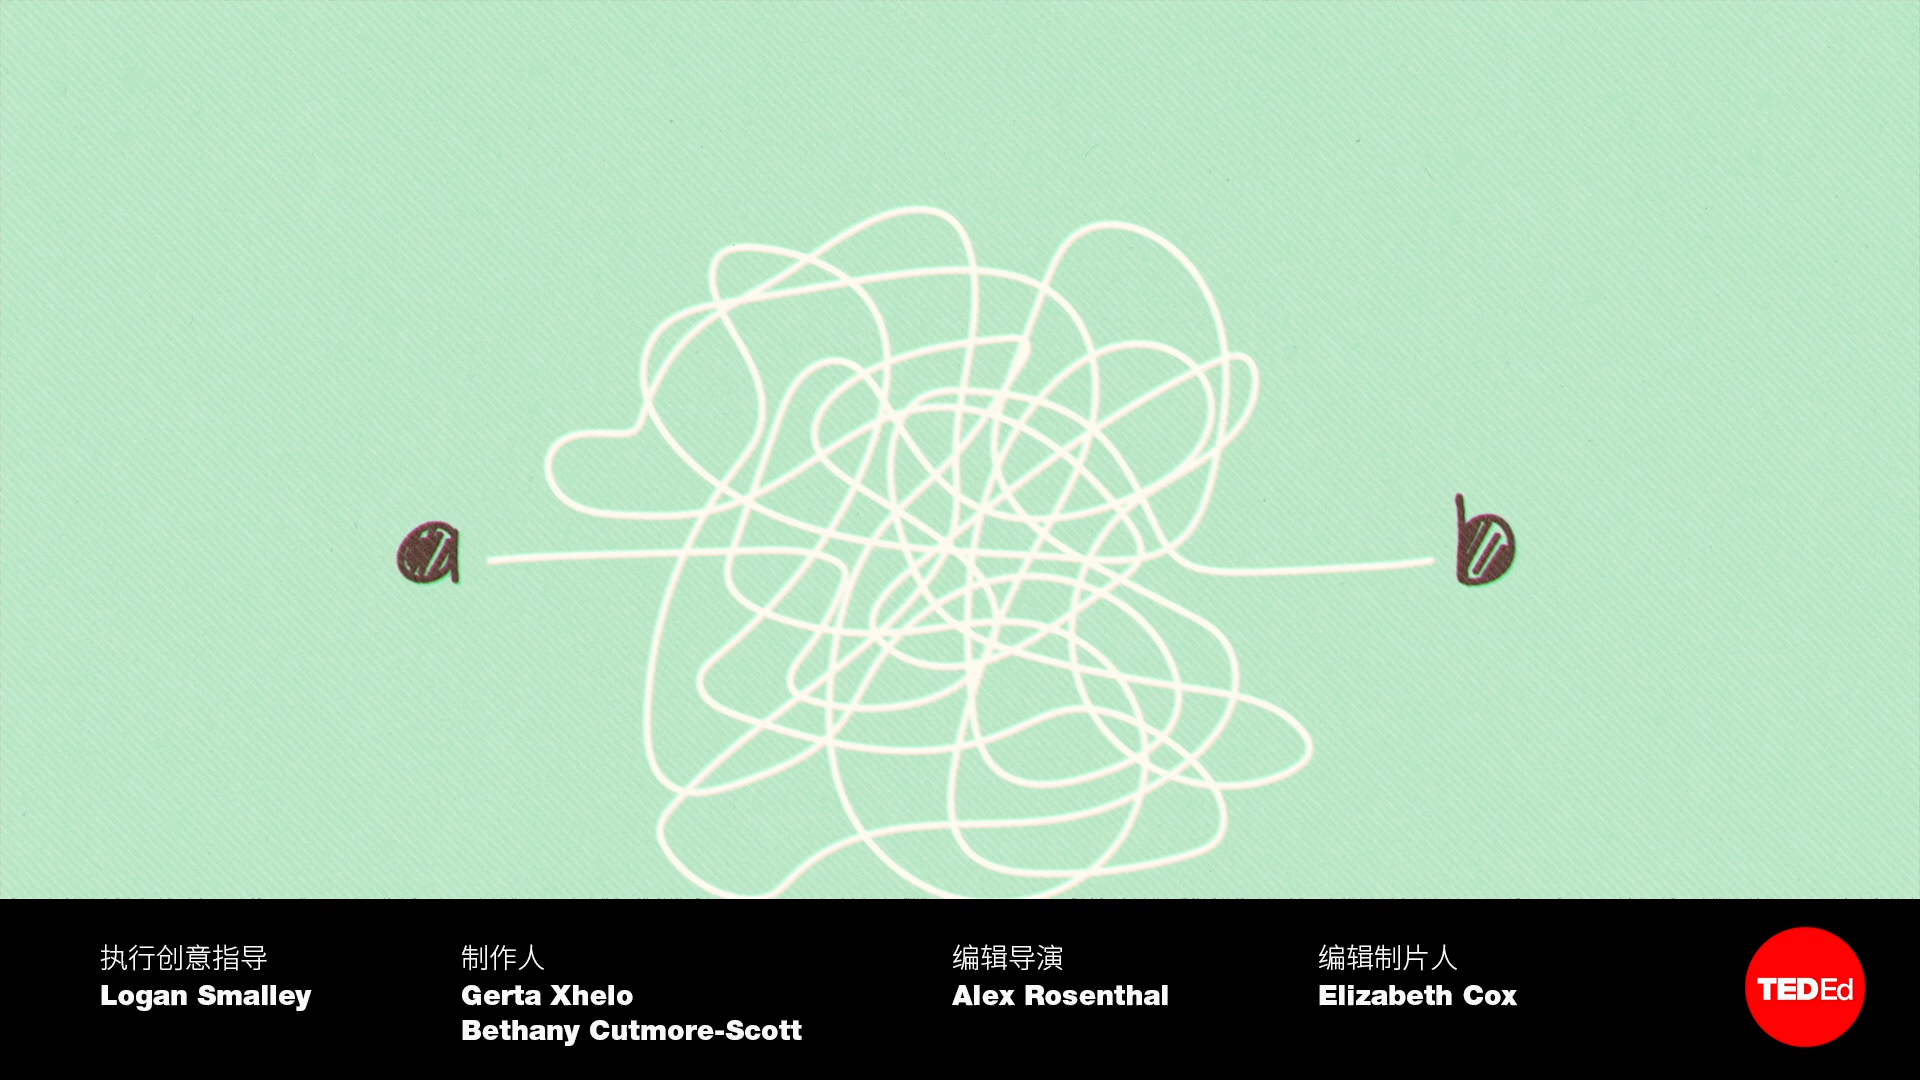 a
b
执行创意指导
Logan Smalley
制作人
Gerta Xhelo
Bethany Cutmore-Scott
编辑导演
Alex Rosenthal
编辑制片人
Elizabeth Cox
TEDEd